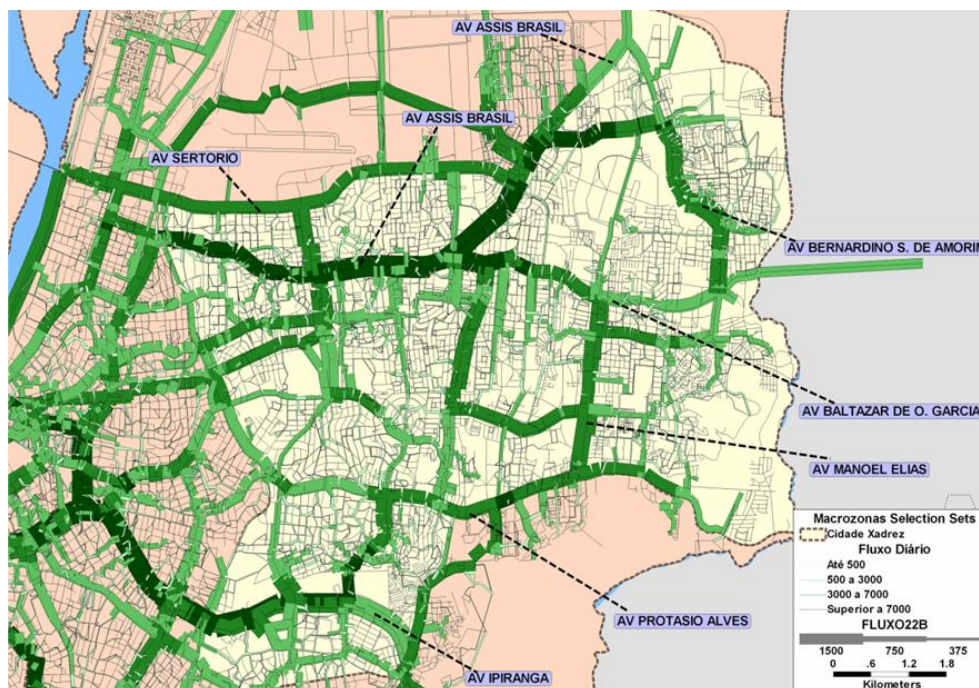 AV ASSIS BRASIL
AV ASSIS BRASIL
AV SERTORIO
AV BERNARDINO S. DE AMORIN
AV BALTAZAR DE O. GARCIA
AV MANOEL ELIAS
AV PROTASIO ALVES
AV IPIRANGA
Macrozonas Selection Sets
Cidade Xadrez
Fluxo Diário
Até 500
500 a 3000
3000 a 7000
Superior a 7000
FLUXO22B
1500 750 375
0 .6 1.2 1.8
Kilometers